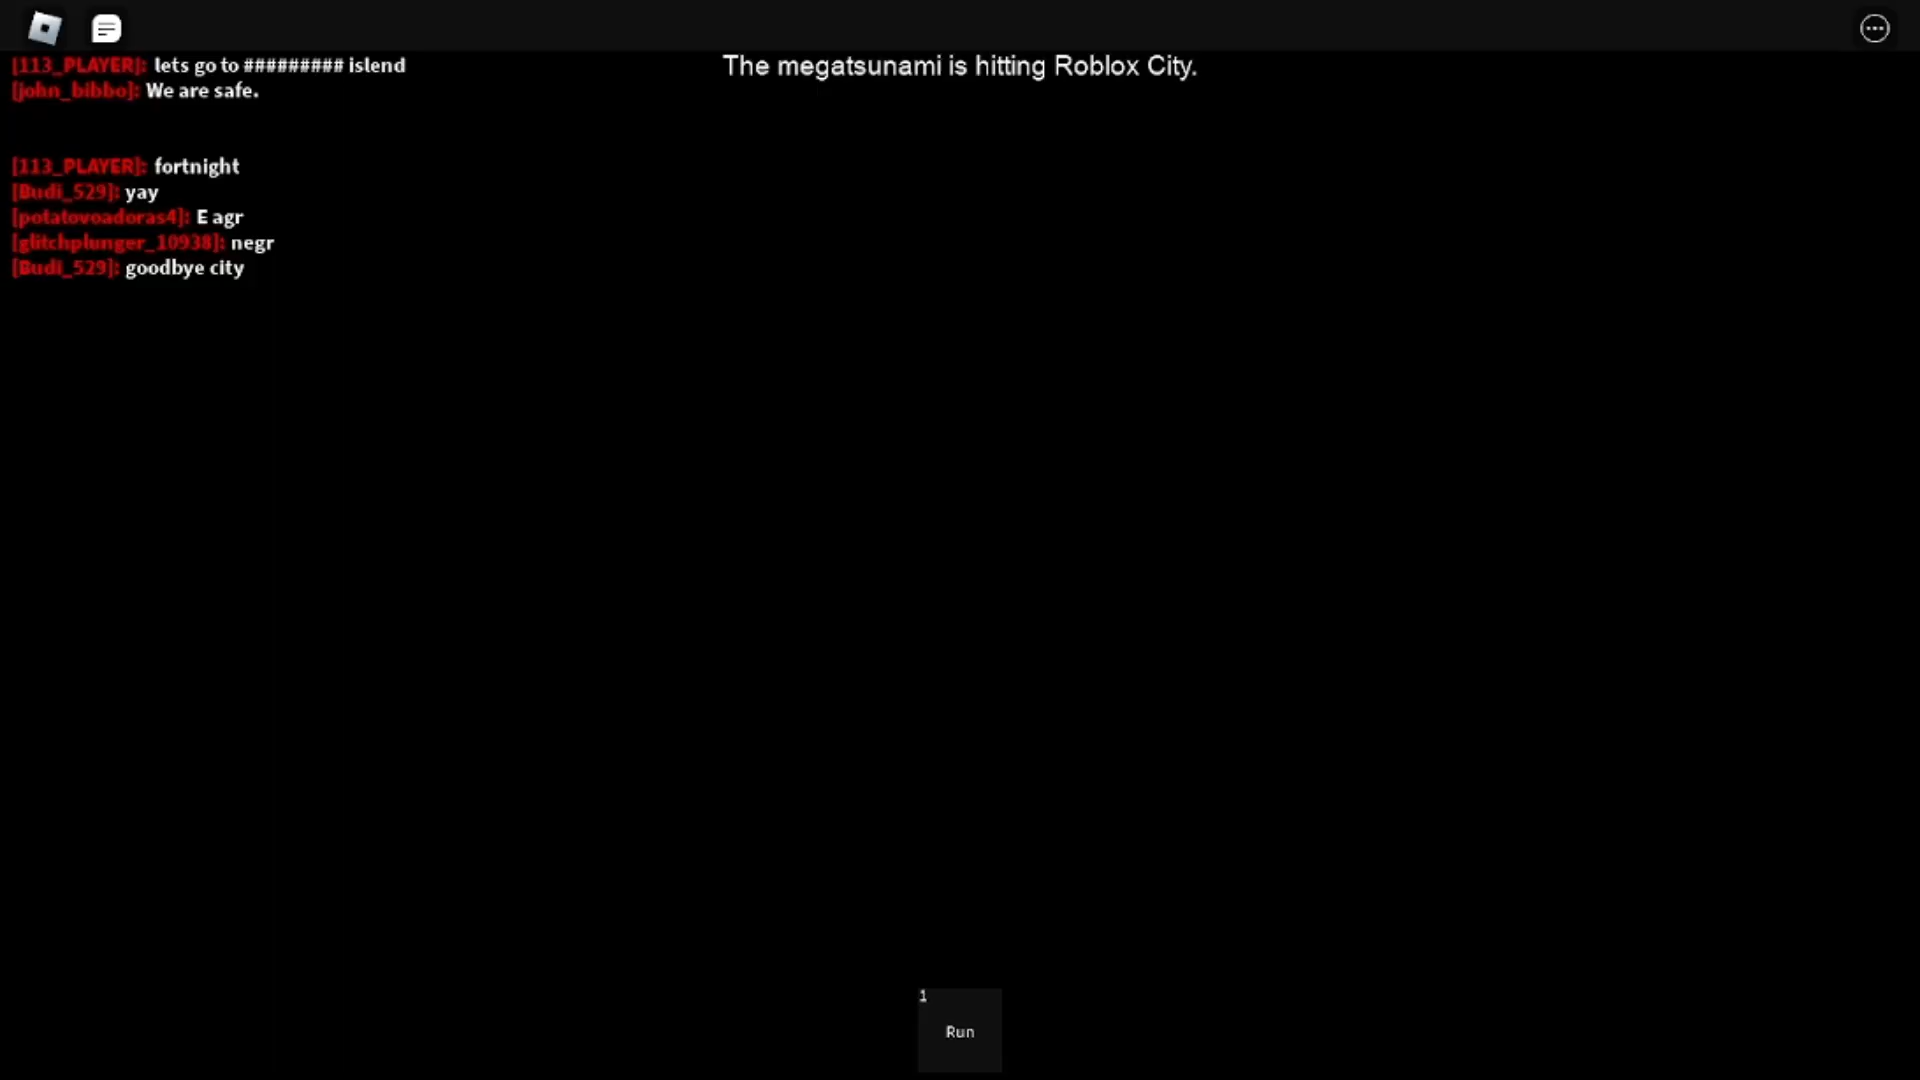 [113_PLAYER]: lets go to ######### islend
[john_bibbo]: We are safe.
The megatsunami is hitting Roblox City.
[113_PLAYER]: fortnight
[Budi_529]: yay
[potatovoadoras4]: E agr
[glitchplunger_10938]: negr
[Budi_529]: goodbye city
1
Run